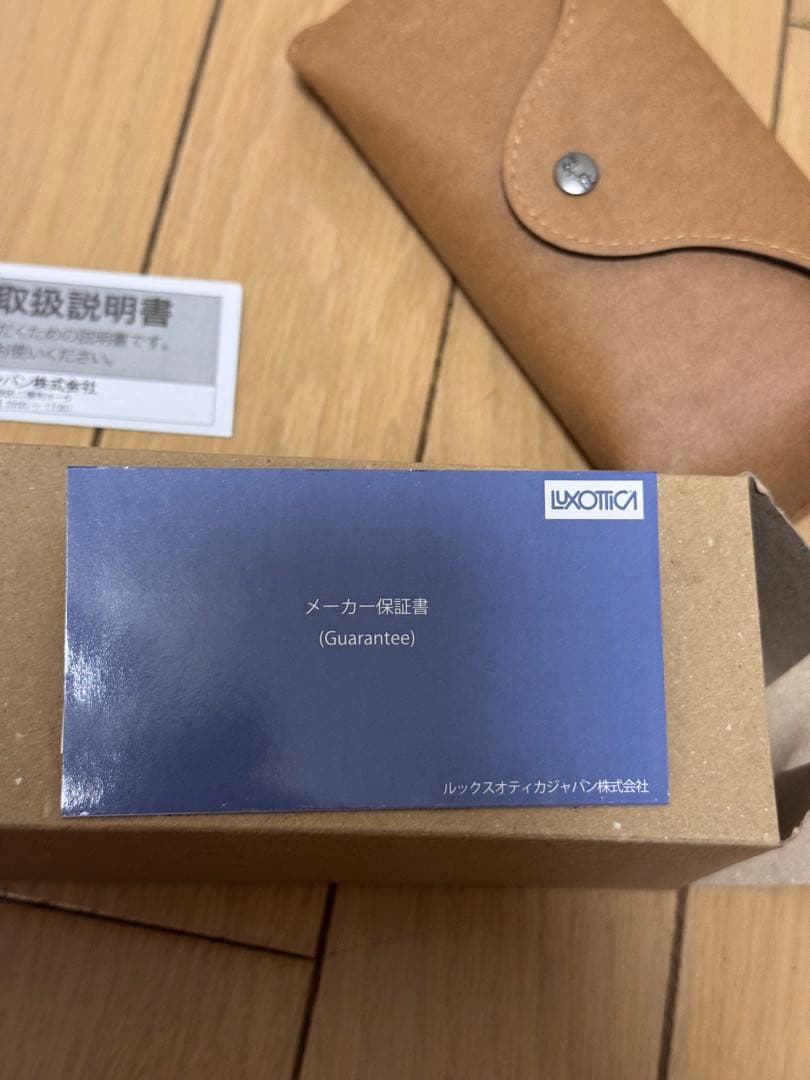 取扱説明書
だくための説明書です。
お使いください。
ャパン株式会社
LUXOTTICA
メーカー保証書
(Guarantee)
ルックスオティカジャパン株式会社